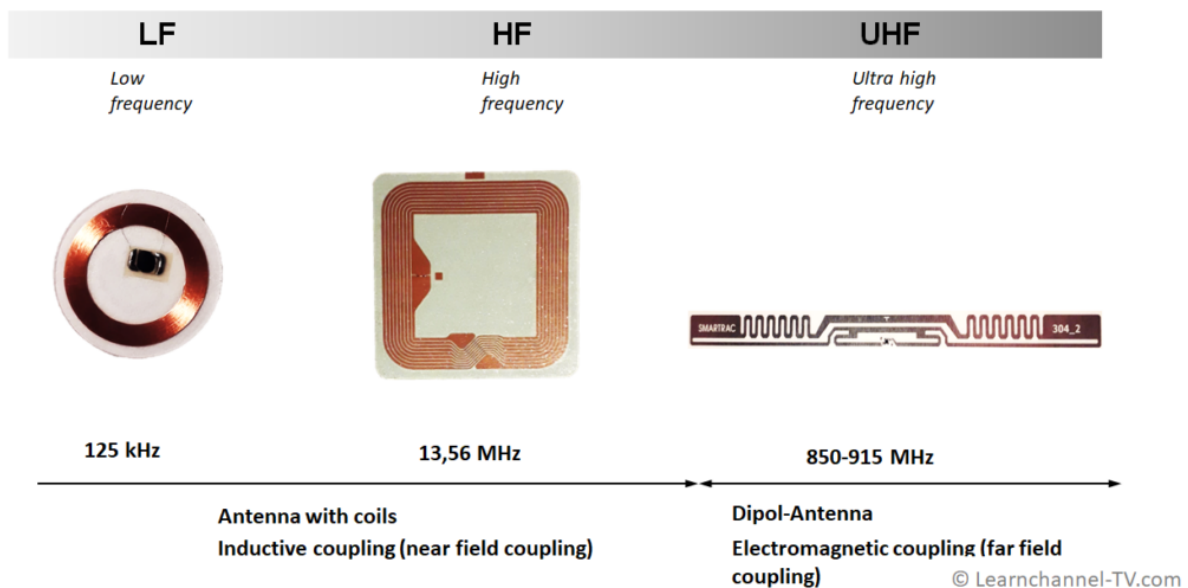 LF HF UHF
Low frequency
High frequency
Ultra high frequency
SMARTRAC 304_2
125 kHz
13,56 MHz
850-915 MHz
Antenna with coils
Inductive coupling (near field coupling)
Dipol-Antenna
Electromagnetic coupling (far field
coupling)
© Learnchannel-TV.com